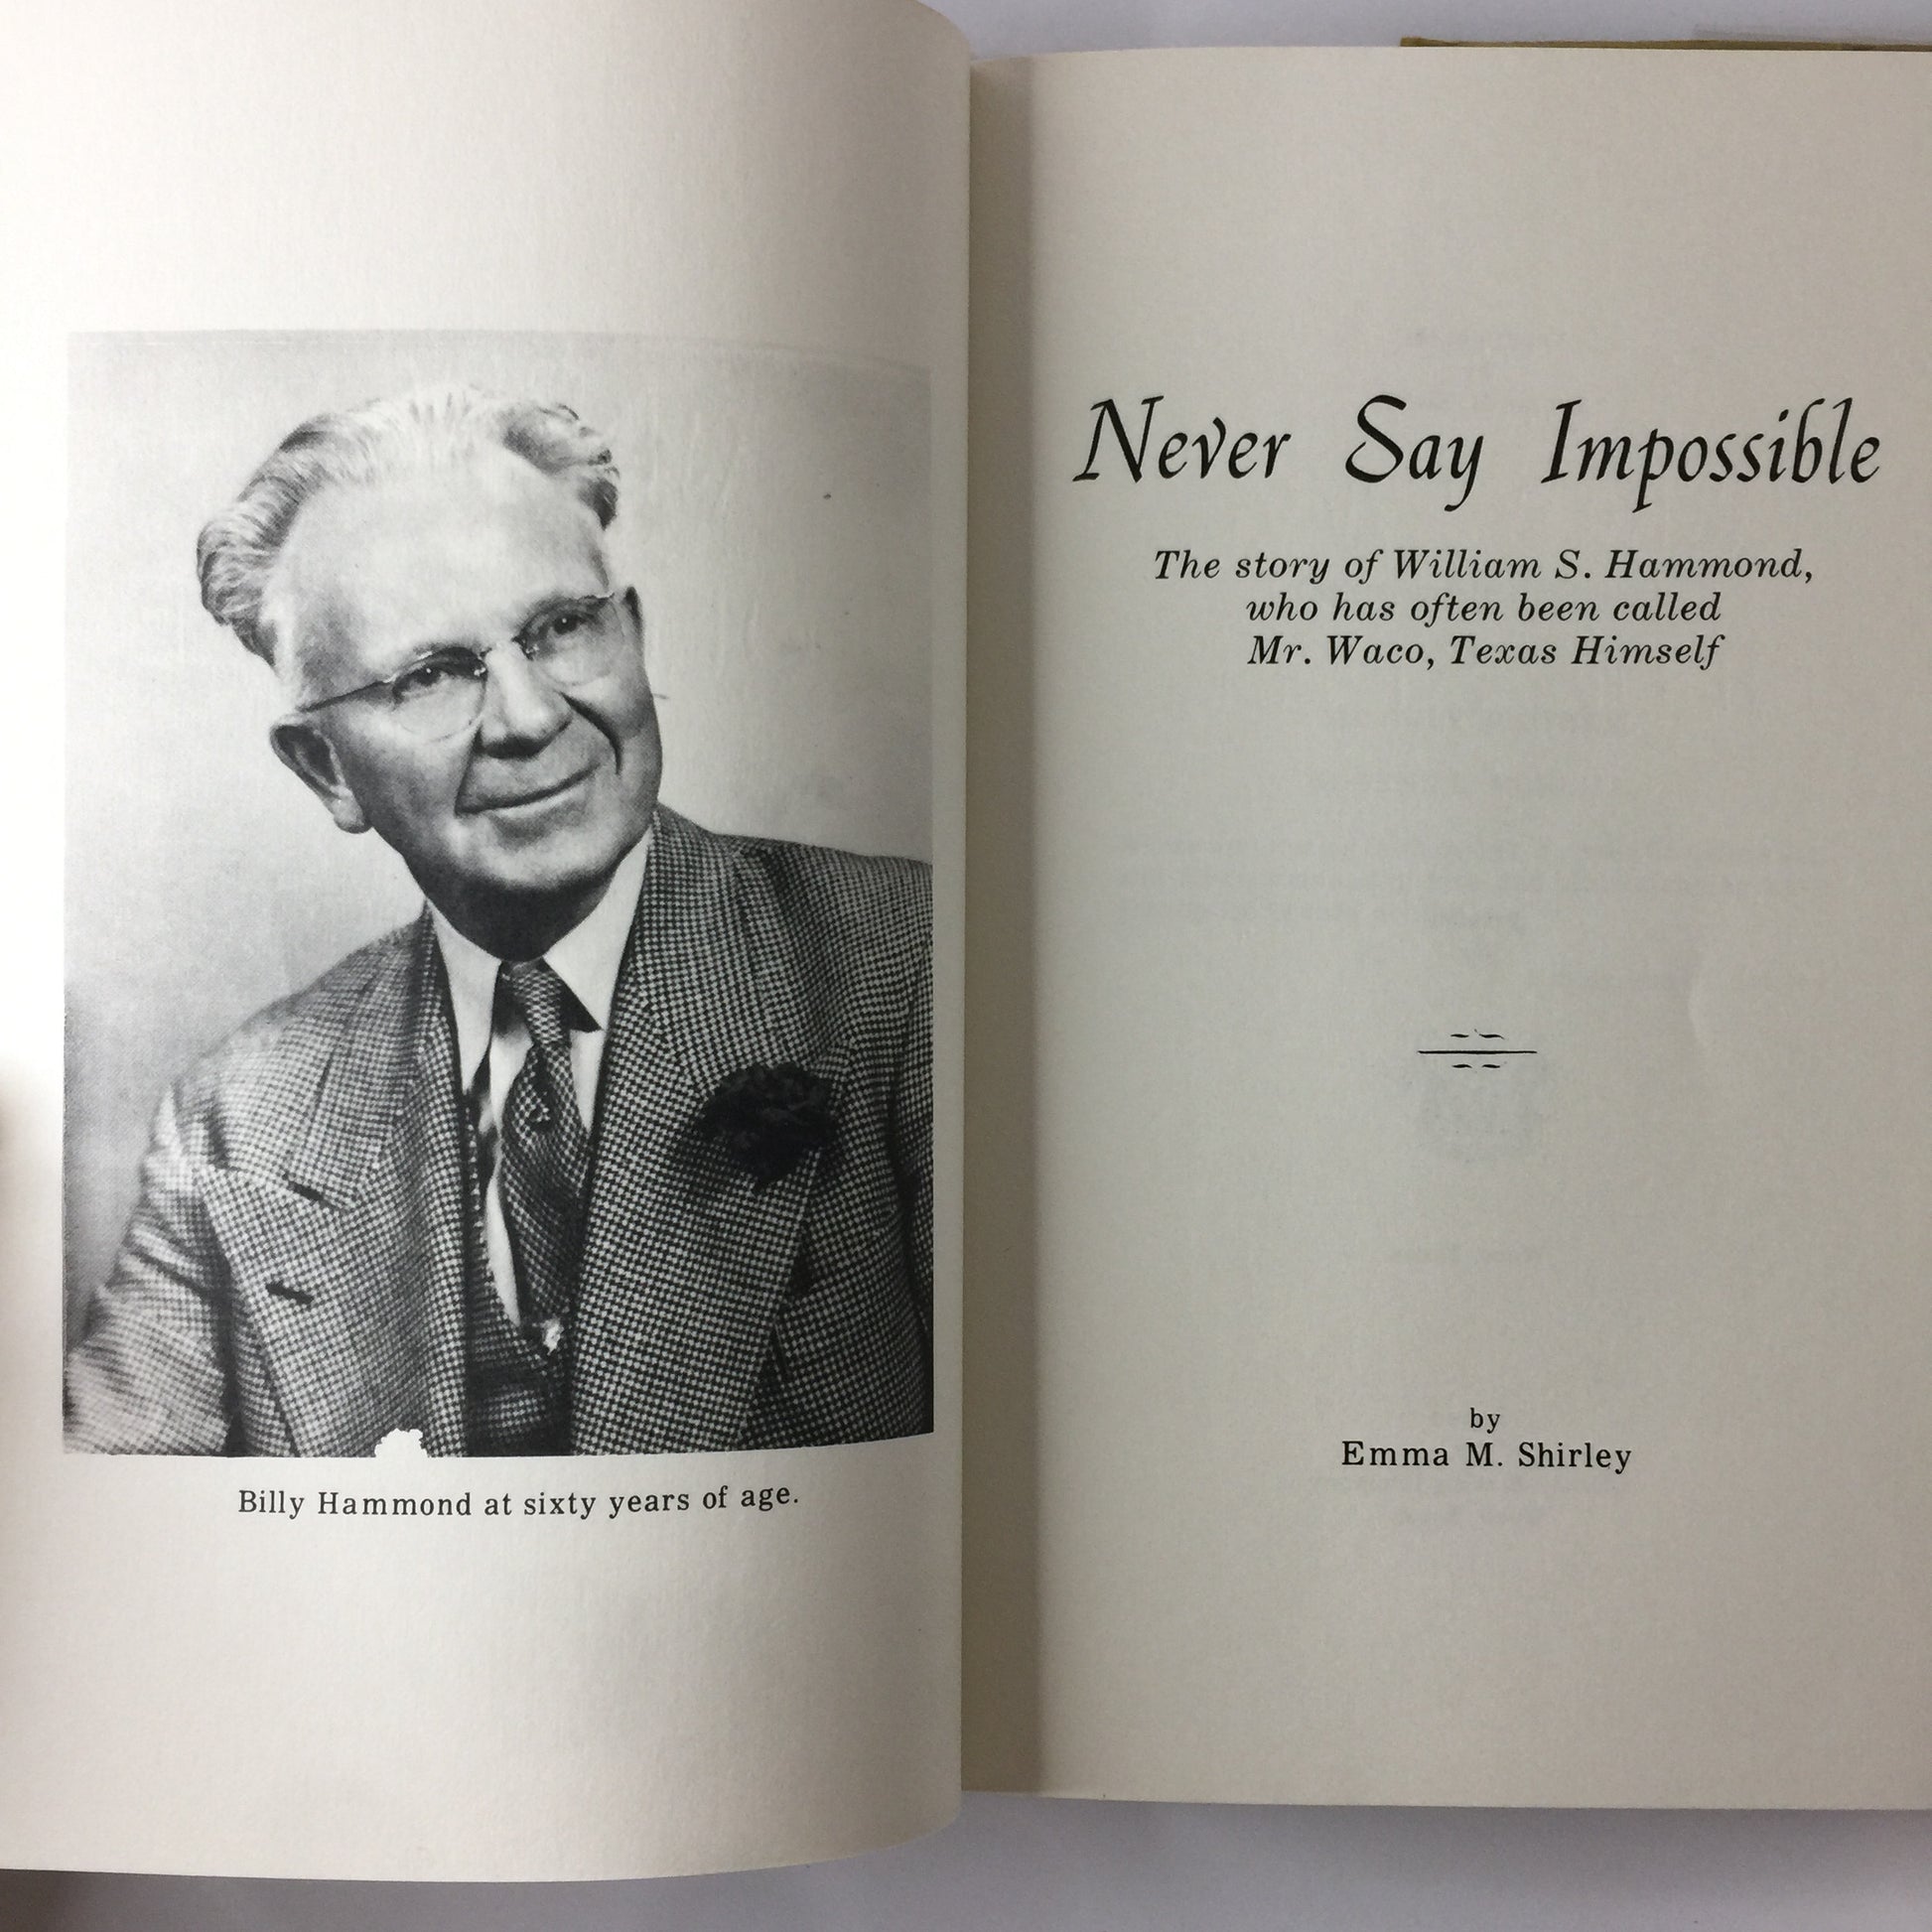 Billy Hammond at sixty years of age.
Never Say Impossible
The story of William S. Hammond,
who has often been called
Mr. Waco, Texas Himself
by
Emma M. Shirley